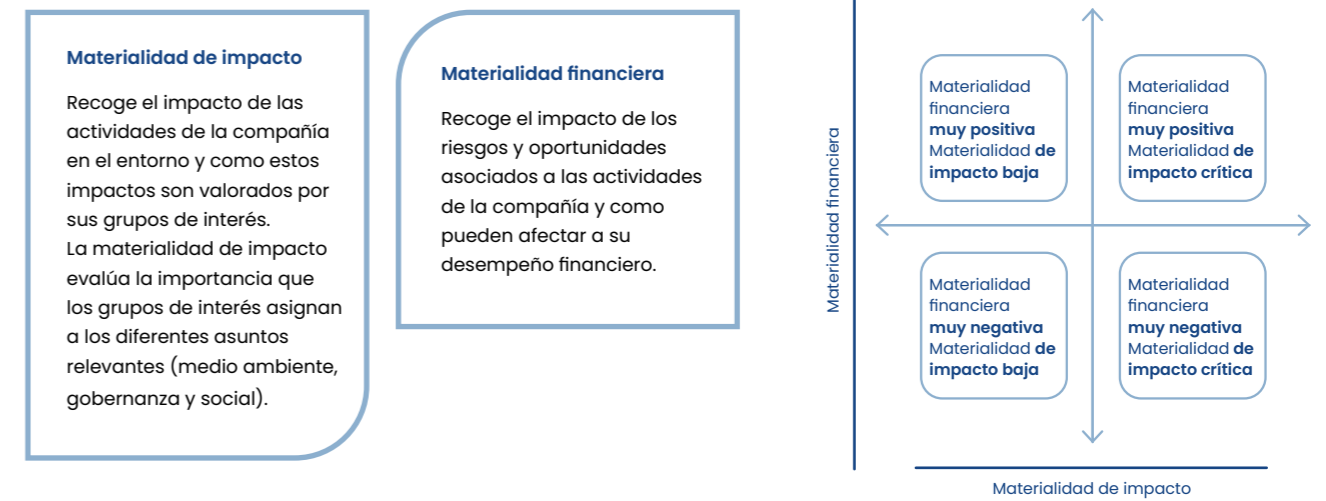 Materialidad de impacto
Recoge el impacto de las
actividades de la compañía
en el entorno y como estos
impactos son valorados por
sus grupos de interés.
La materialidad de impacto
evalúa la importancia que
los grupos de interés asignan
a los diferentes asuntos
relevantes (medio ambiente,
gobernanza y social).
Materialidad financiera
Recoge el impacto de los
riesgos y oportunidades
asociados a las actividades
de la compañía y como
pueden afectar a su
desempeño financiero.
Materialidad financiera
Materialidad
financiera
muy positiva
Materialidad de
impacto baja
Materialidad
financiera
muy positiva
Materialidad de
impacto crítica
Materialidad
financiera
muy negativa
Materialidad de
impacto baja
Materialidad
financiera
muy negativa
Materialidad de
impacto crítica
Materialidad de impacto